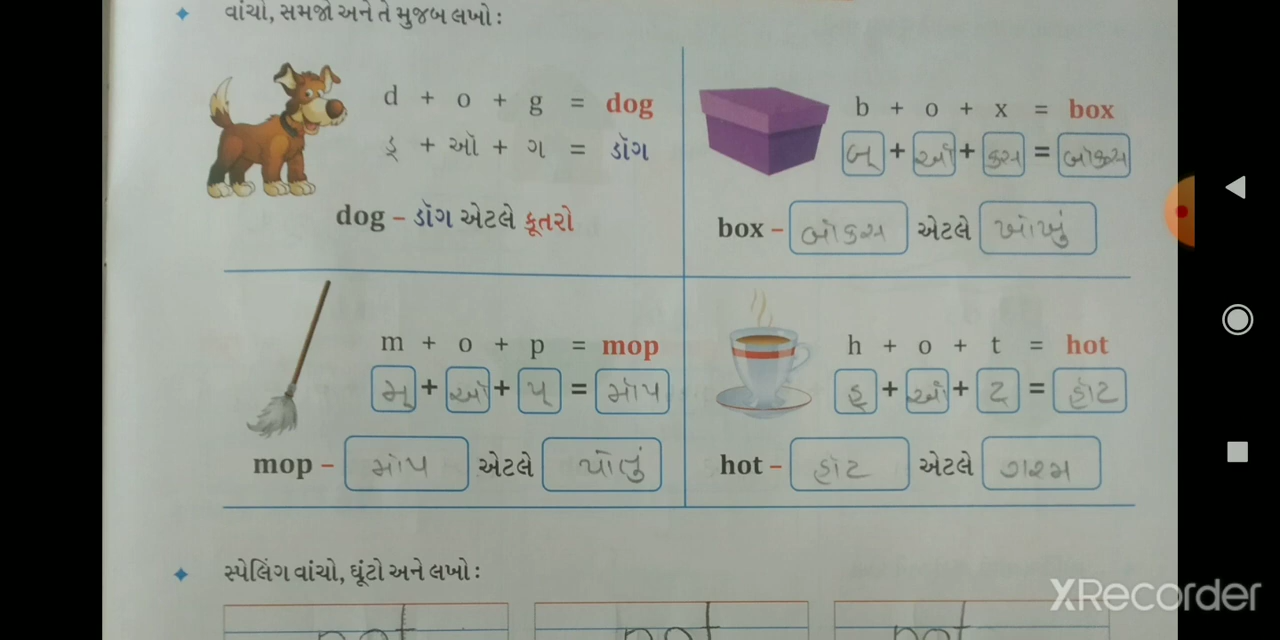 વાંચો, સમજો અને તે મુજબ લખો :
d + o + g = dog
ડ્ + ઑ + ગ = ડૉગ
dog – ડૉગ એટલે કૂતરો
b + o + x = box
બ્ + ઑ + ક્સ = બૉક્સ
box – બૉક્સ એટલે ખોખું
m + o + p = mop
મ્ + ઑ + પ્ = મૉપ
mop – મૉપ એટલે પોતું
h + o + t = hot
હ્ + ઑ + ટ = હૉટ
hot – હૉટ એટલે ગરમ
સ્પેલિંગ વાંચો, ઘૂંટો અને લખો :
XRecorder